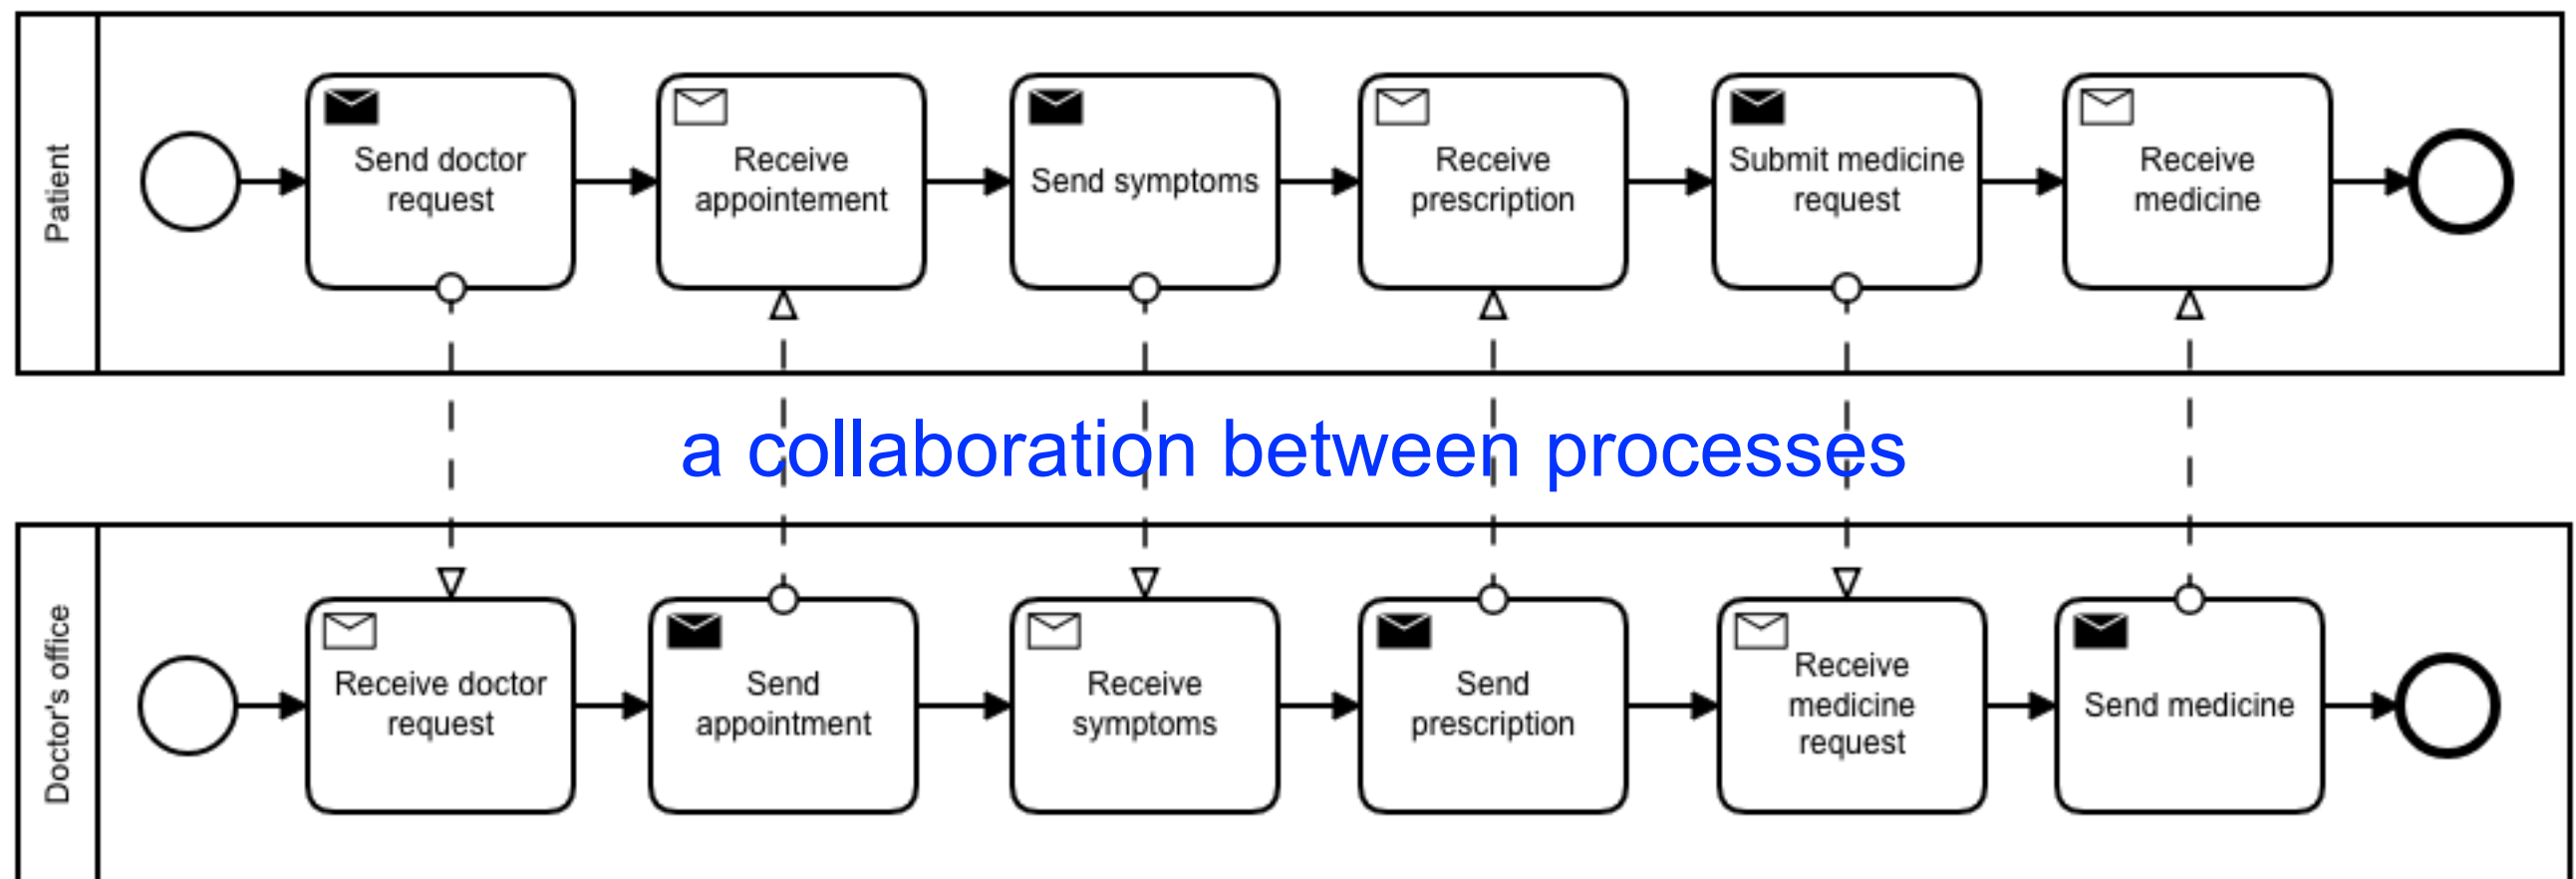 Patient
Send doctor
request
Receive
appointement
Send symptoms
Receive
prescription
Submit medicine
request
Receive
medicine
a collaboration between processes
Doctor's office
Receive doctor
request
Send
appointment
Receive
symptoms
Send
prescription
Receive
medicine
request
Send medicine